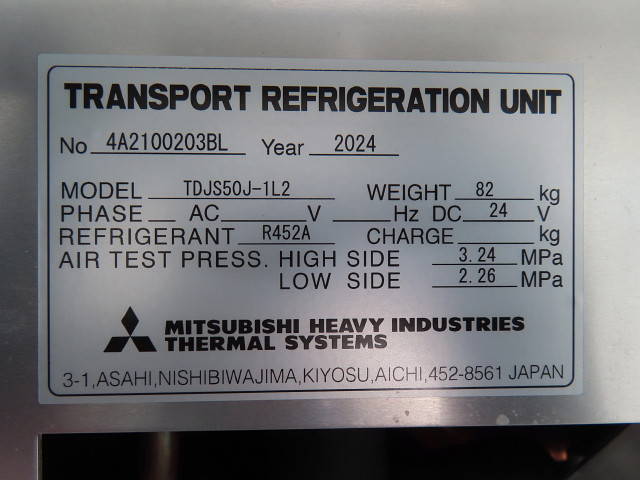 TRANSPORT REFRIGERATION UNIT
No 4A2100203BL Year 2024
MODEL TDJS50J-1L2 WEIGHT 82 kg
PHASE AC V Hz DC 24 V
REFRIGERANT R452A CHARGE kg
AIR TEST PRESS. HIGH SIDE 3.24 MPa
LOW SIDE 2.26 MPa
MITSUBISHI HEAVY INDUSTRIES
THERMAL SYSTEMS
3-1,ASAHI,NISHIBIWAJIMA,KIYOSU,AICHI,452-8561 JAPAN